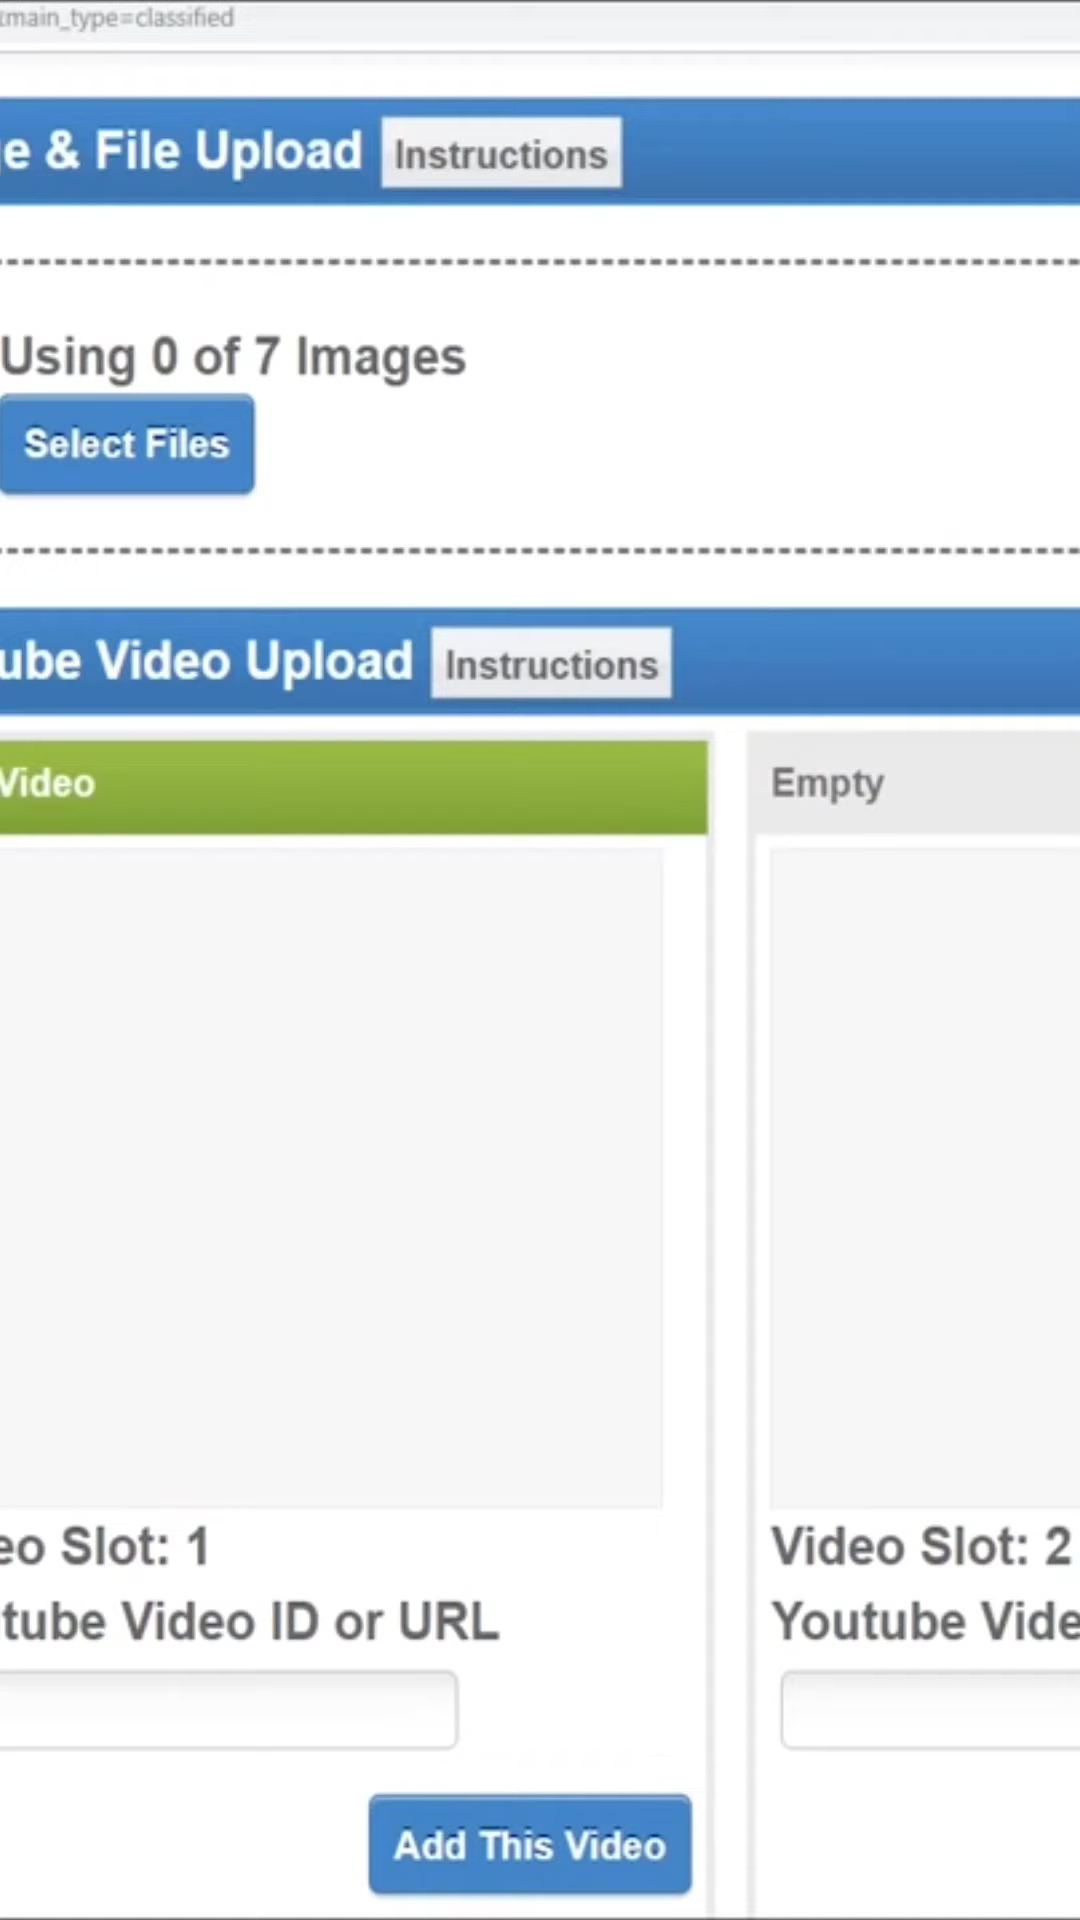 tmain_type=classified
e & File Upload Instructions
Using 0 of 7 Images
Select Files
ube Video Upload Instructions
Video
Empty
eo Slot: 1
Video Slot: 2
tube Video ID or URL
Youtube Vide
Add This Video